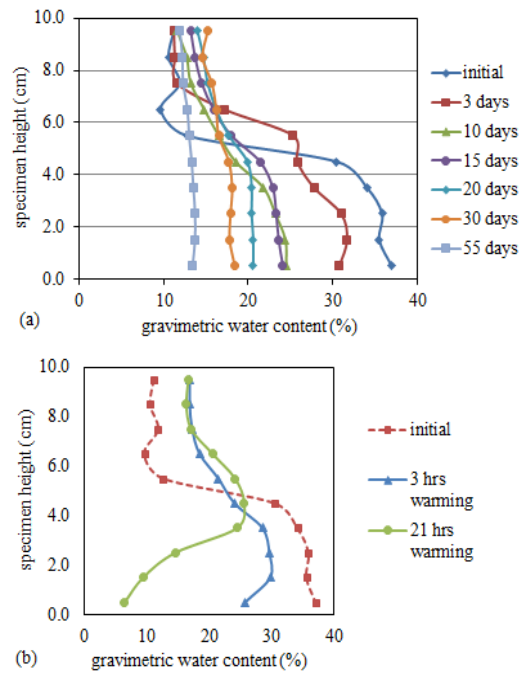 (a)
10.0
8.0
6.0
4.0
2.0
0.0
specimen height (cm)
0 10 20 30 40
gravimetric water content (%)
initial
3 days
10 days
15 days
20 days
30 days
55 days
(b)
10.0
8.0
6.0
4.0
2.0
0.0
specimen height (cm)
0 10 20 30 40
gravimetric water content (%)
initial
3 hrs
warming
21 hrs
warming